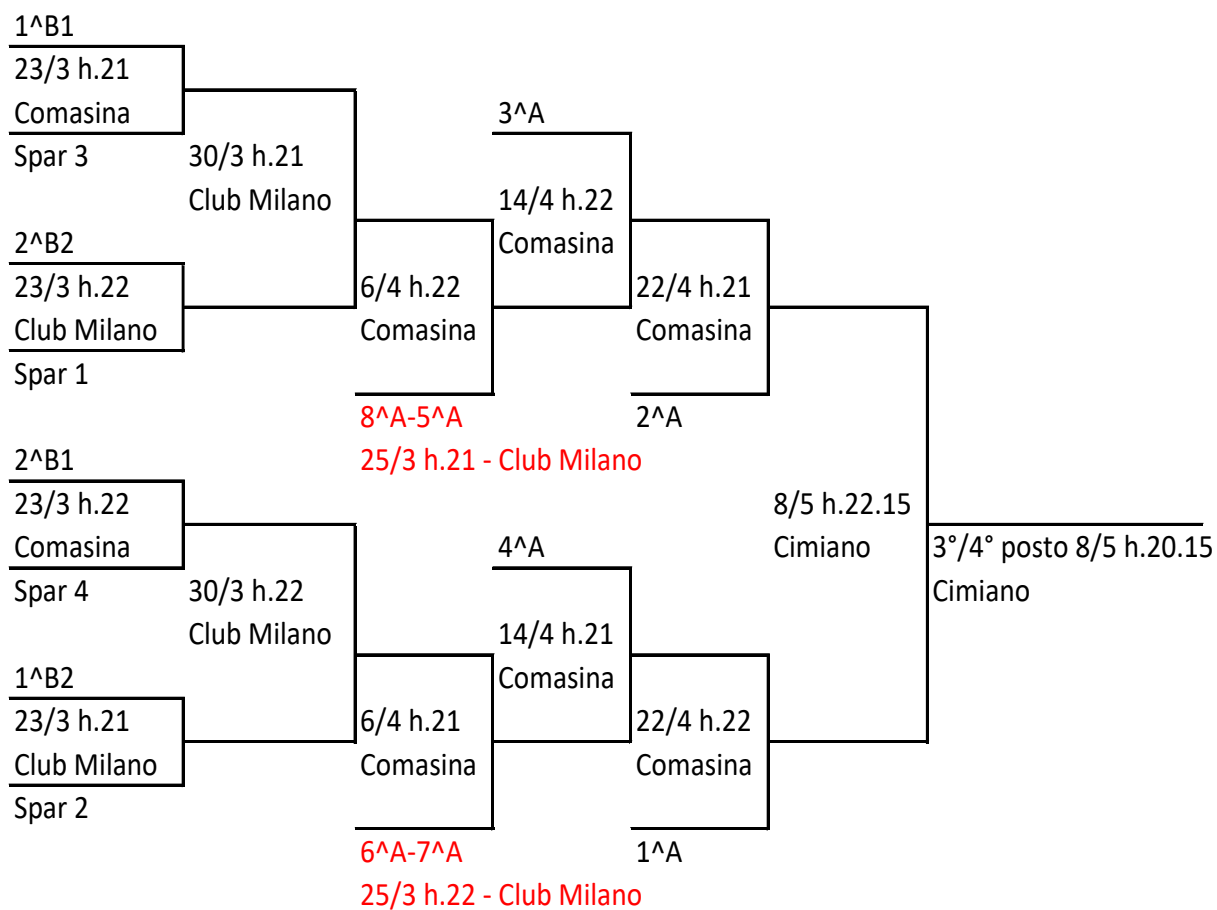 1^B1
23/3 h.21
Comasina
Spar 3
30/3 h.21
Club Milano
2^B2
23/3 h.22
Club Milano
Spar 1
6/4 h.22
Comasina
8^A-5^A
25/3 h.21 - Club Milano
3^A
14/4 h.22
Comasina
22/4 h.21
Comasina
2^A
2^B1
23/3 h.22
Comasina
Spar 4
30/3 h.22
Club Milano
1^B2
23/3 h.21
Club Milano
Spar 2
6/4 h.21
Comasina
6^A-7^A
25/3 h.22 - Club Milano
4^A
14/4 h.21
Comasina
22/4 h.22
Comasina
1^A
8/5 h.22.15
Cimiano
3°/4° posto 8/5 h.20.15
Cimiano